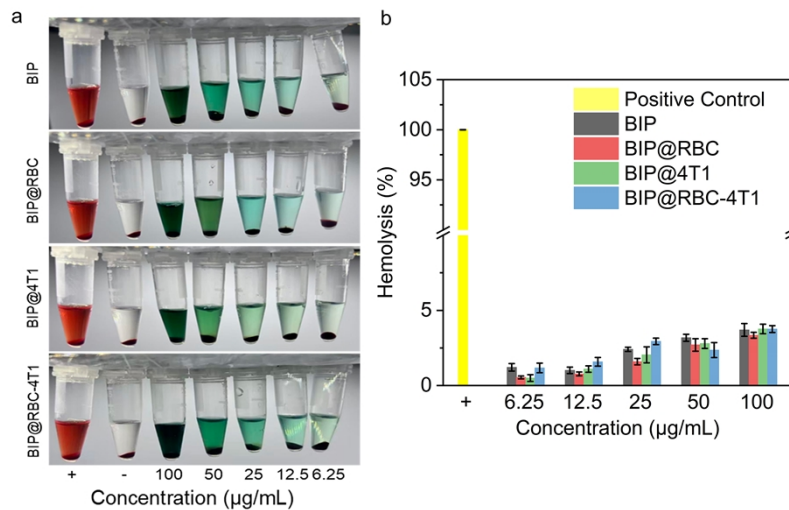 a
BIP
BIP@RBC
BIP@4T1
BIP@RBC-4T1
+ - 100 50 25 12.5 6.25
Concentration (µg/mL)
b
105
100
95
5
0
Hemolysis (%)
Positive Control
BIP
BIP@RBC
BIP@4T1
BIP@RBC-4T1
+ 6.25 12.5 25 50 100
Concentration (µg/mL)